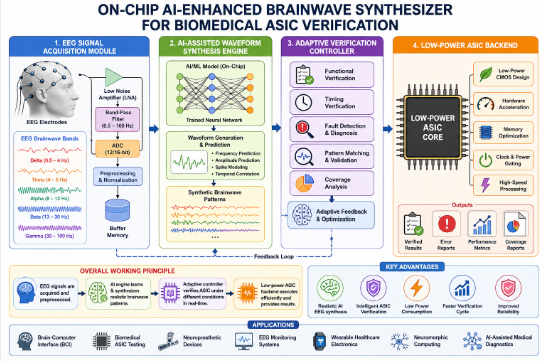 ON-CHIP AI-ENHANCED BRAINWAVE SYNTHESIZER
FOR BIOMEDICAL ASIC VERIFICATION
1. EEG SIGNAL
ACQUISITION MODULE
EEG Electrodes
Low Noise
Amplifier (LNA)
Band-Pass
Filter
(0.5 – 100 Hz)
ADC
(12/16-bit)
Preprocessing
& Normalization
Buffer
Memory
EEG Brainwave Bands
Delta (0.5 – 4 Hz)
Theta (4 – 8 Hz)
Alpha (8 – 13 Hz)
Beta (13 – 30 Hz)
Gamma (30 – 100 Hz)
2. AI-ASSISTED WAVEFORM
SYNTHESIS ENGINE
AI/ML Model (On-Chip)
Trained Neural Network
Waveform Generation
& Prediction
• Frequency Prediction
• Amplitude Prediction
• Spike Modeling
• Temporal Correlation
Synthetic Brainwave
Patterns
3. ADAPTIVE VERIFICATION
CONTROLLER
Functional
Verification
Timing
Verification
Fault Detection
& Diagnosis
Pattern Matching
& Validation
Coverage
Analysis
Adaptive Feedback
& Optimization
Feedback Loop
4. LOW-POWER ASIC BACKEND
LOW-POWER
ASIC
CORE
Low-Power
CMOS Design
Hardware
Acceleration
Memory
Optimization
Clock & Power
Gating
High-Speed
Processing
Outputs
Verified
Results
Error
Reports
Performance
Metrics
Coverage
Reports
OVERALL WORKING PRINCIPLE
EEG signals are
acquired and
preprocessed.
AI engine learns
& synthesizes
realistic brainwave
patterns.
Adaptive controller
verifies ASIC under
different conditions
in real-time.
Low-power ASIC
backend executes
efficiently and
provides results.
KEY ADVANTAGES
Realistic AI
EEG synthesis
Intelligent ASIC
Verification
Low Power
Consumption
Faster Verification
Cycle
Improved
Reliability
APPLICATIONS
Brain-Computer
Interface (BCI)
Biomedical
ASIC Testing
Neuroprosthetic
Devices
EEG Monitoring
Systems
Wearable Healthcare
Electronics
Neuromorphic
Computing
AI-Assisted Medical
Diagnostics